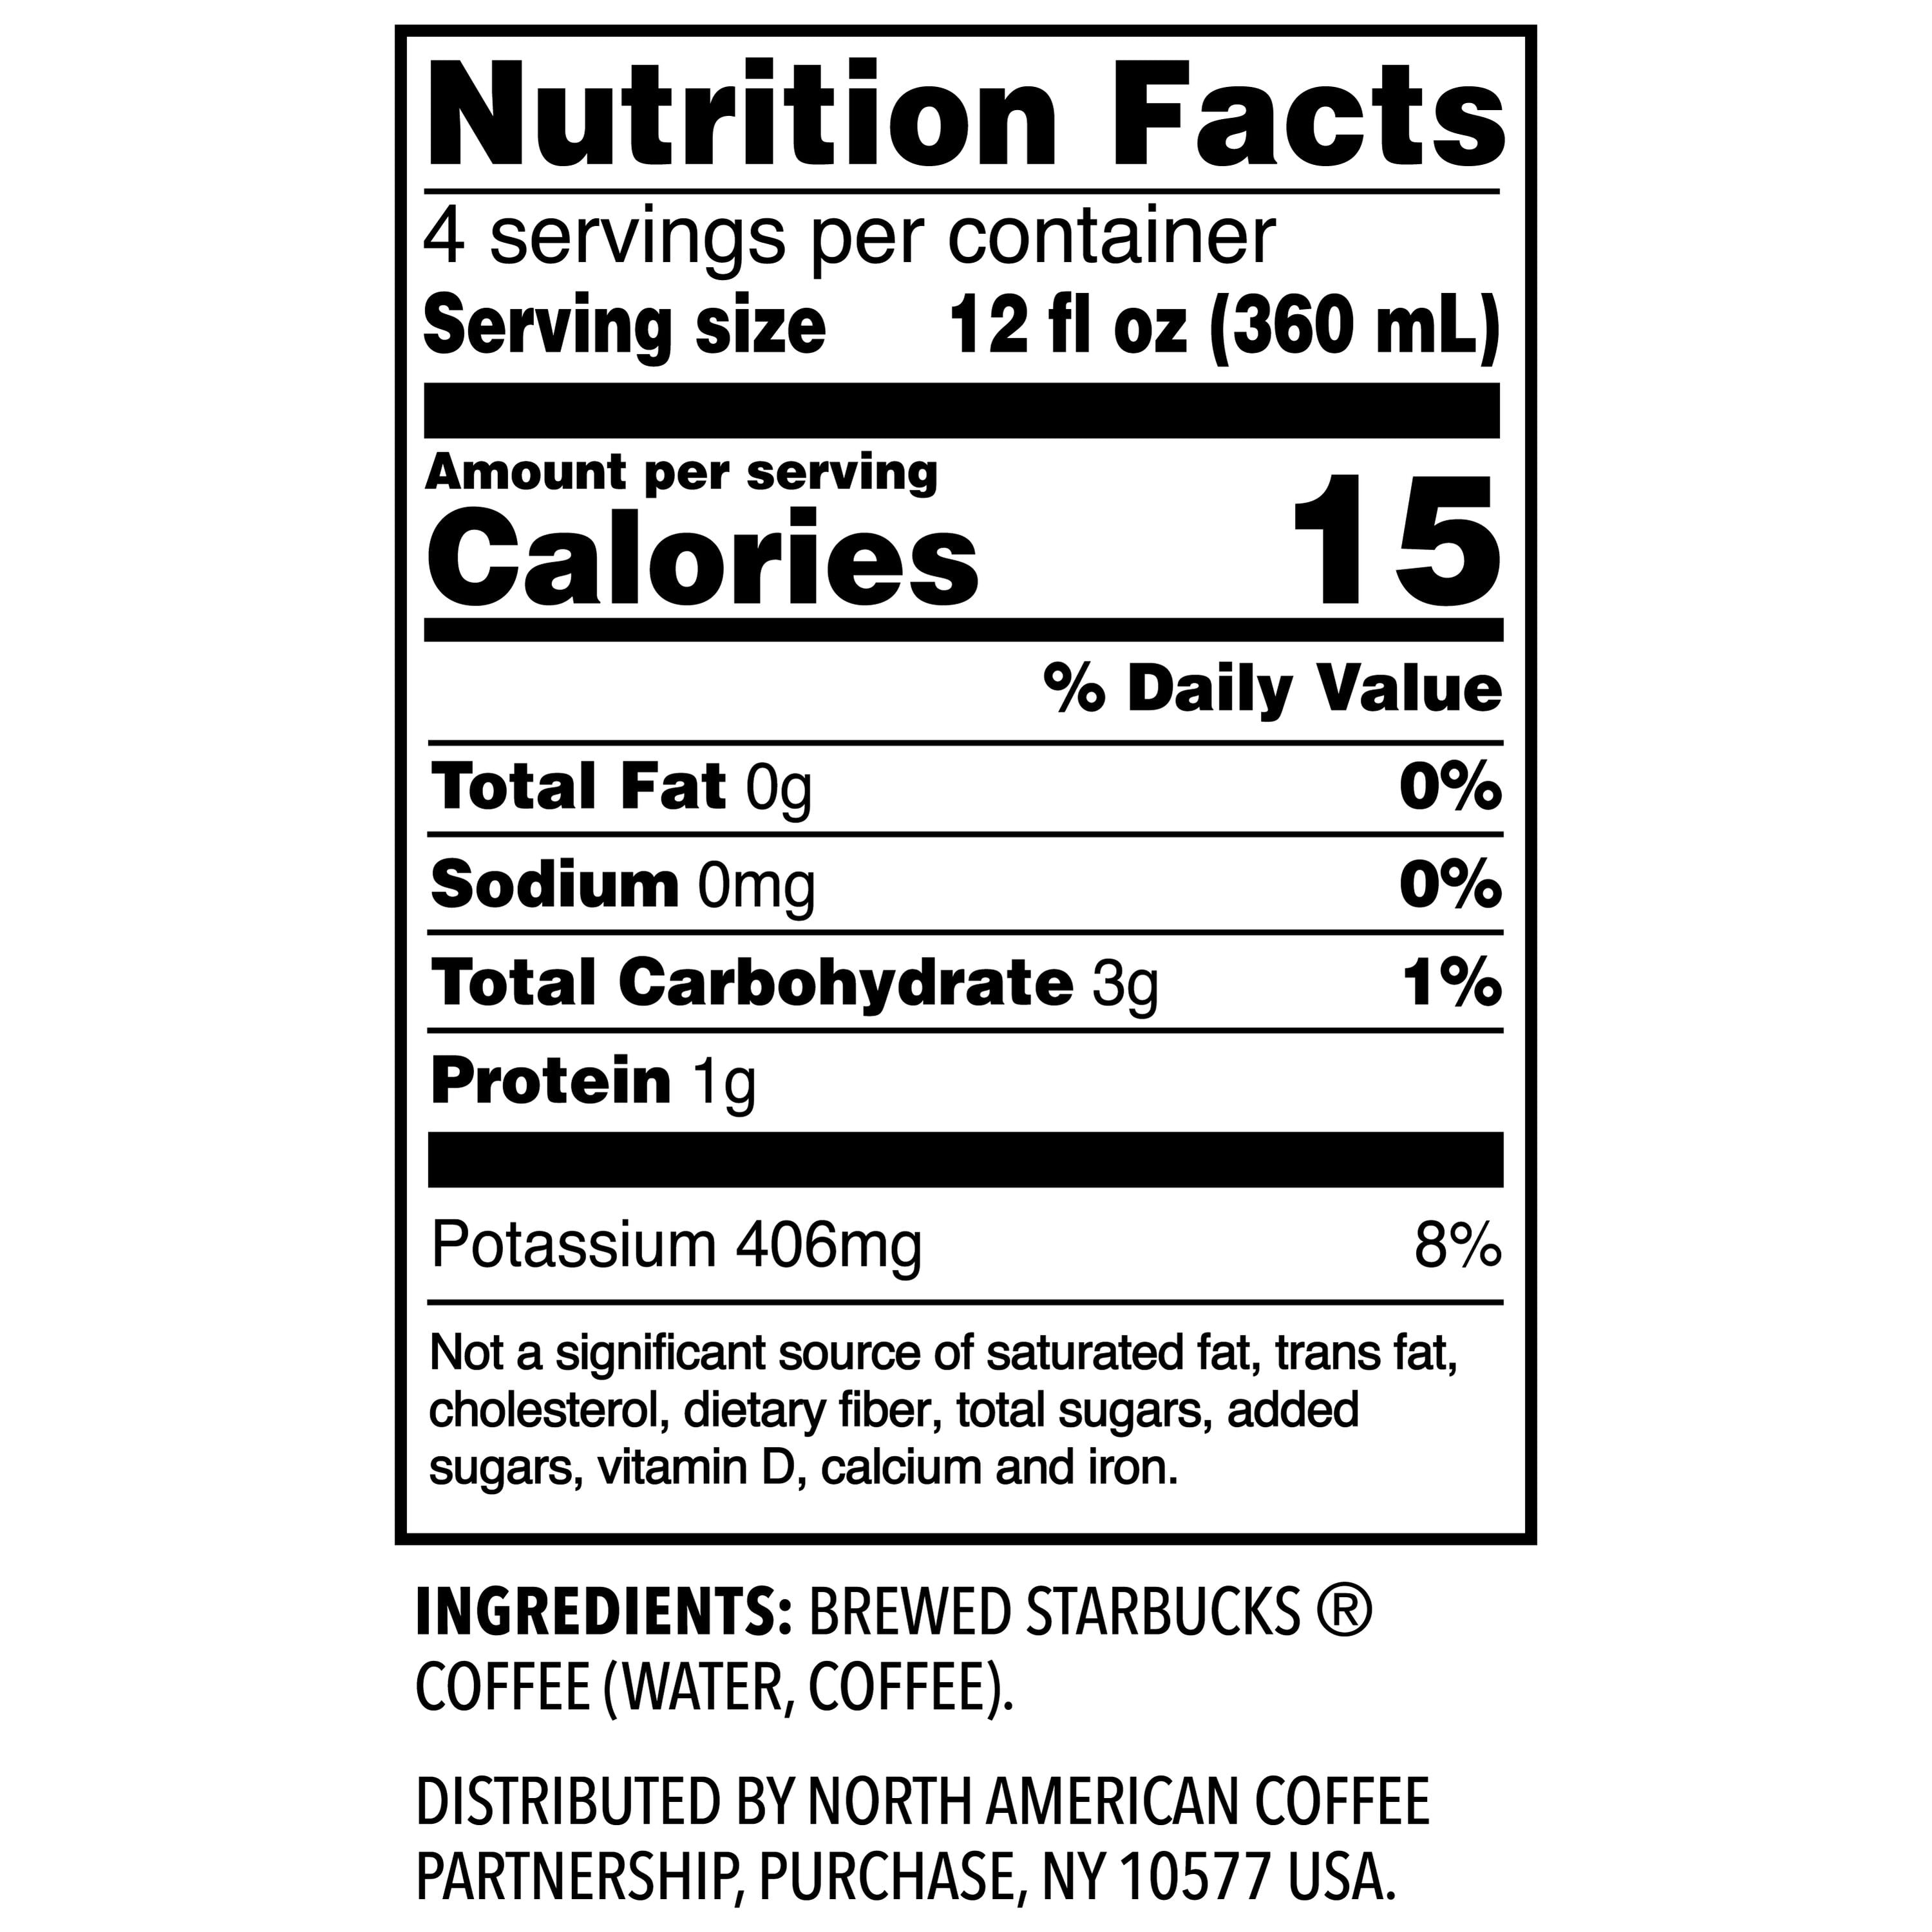 Nutrition Facts
4 servings per container
Serving size 12 fl oz (360 mL)
Amount per serving
Calories 15
% Daily Value
Total Fat 0g 0%
Sodium 0mg 0%
Total Carbohydrate 3g 1%
Protein 1g
Potassium 406mg 8%
Not a significant source of saturated fat, trans fat,
cholesterol, dietary fiber, total sugars, added
sugars, vitamin D, calcium and iron.
INGREDIENTS: BREWED STARBUCKS ®
COFFEE (WATER, COFFEE).
DISTRIBUTED BY NORTH AMERICAN COFFEE
PARTNERSHIP, PURCHASE, NY 10577 USA.